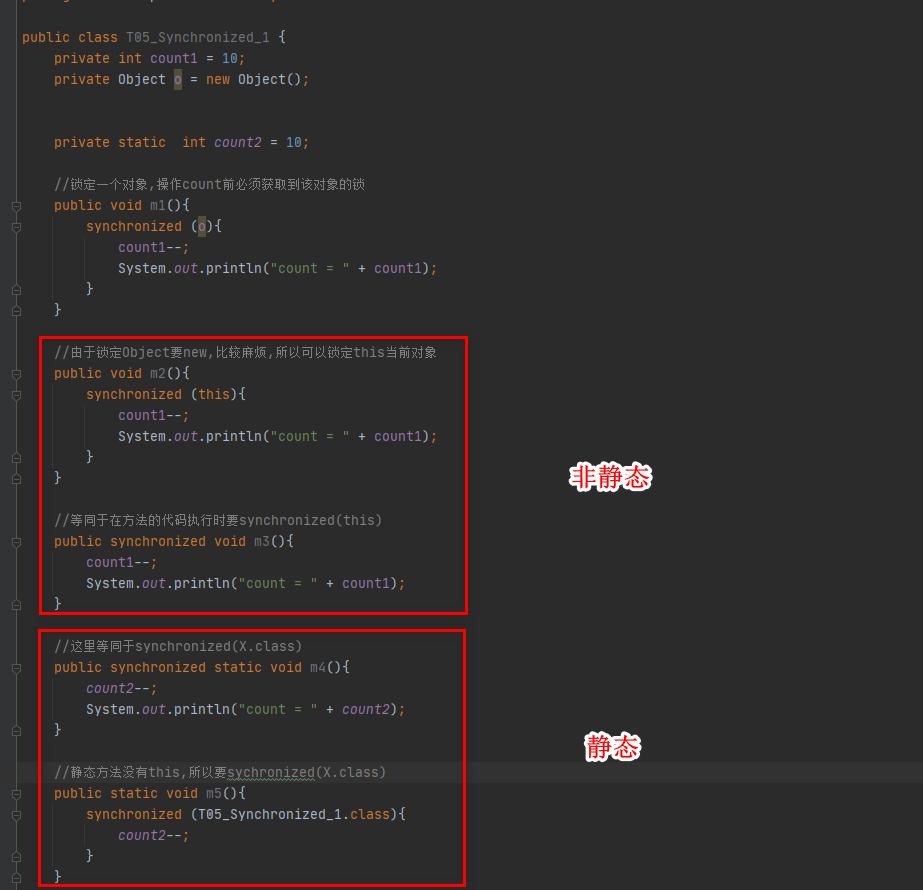 public class T05_Synchronized_1 {
private int count1 = 10;
private Object o = new Object();
private static  int count2 = 10;
//锁定一个对象,操作count前必须获取到该对象的锁
public void m1(){
synchronized (o){
count1--;
System.out.println("count = " + count1);
}
}
//由于锁定Object要new,比较麻烦,所以可以锁定this当前对象
public void m2(){
synchronized (this){
count1--;
System.out.println("count = " + count1);
}
}
非静态
//等同于在方法的代码执行时要synchronized(this)
public synchronized void m3(){
count1--;
System.out.println("count = " + count1);
}
//这里等同于synchronized(X.class)
public synchronized static void m4(){
count2--;
System.out.println("count = " + count2);
}
静态
//静态方法没有this,所以要sychronized(X.class)
public static void m5(){
synchronized (T05_Synchronized_1.class){
count2--;
}
}